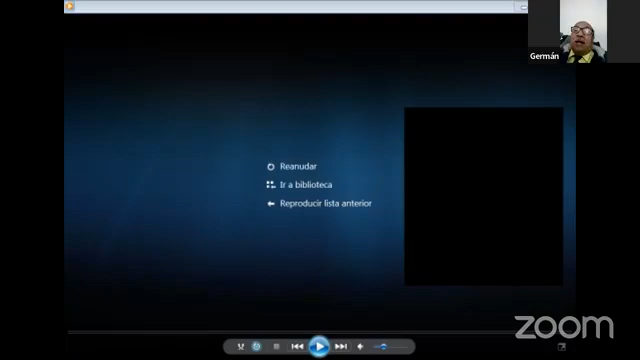 Germán
Reanudar
Ir a biblioteca
Reproducir lista anterior
zoom